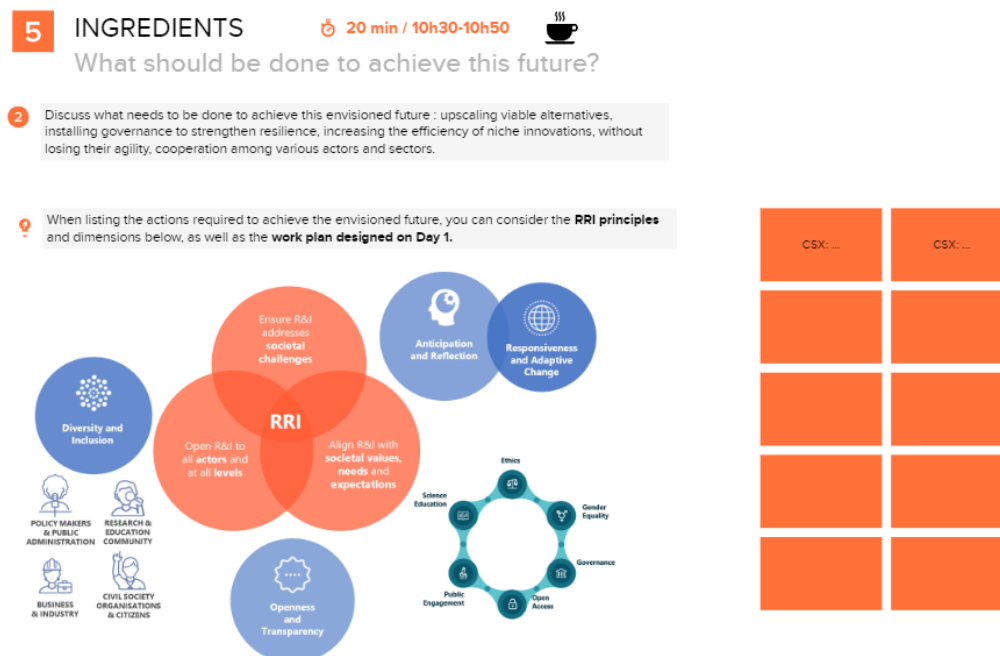 5
INGREDIENTS
20 min / 10h30-10h50
What should be done to achieve this future?
2
Discuss what needs to be done to achieve this envisioned future : upscaling viable alternatives,
installing governance to strengthen resilience, increasing the efficiency of niche innovations, without
losing their agility, cooperation among various actors and sectors.
When listing the actions required to achieve the envisioned future, you can consider the RRI principles
and dimensions below, as well as the work plan designed on Day 1.
CSX: ...
CSX: ...
Ensure R&I
addresses
societal
challenges
Anticipation
and Reflection
Responsiveness
and Adaptive
Change
Diversity and
Inclusion
RRI
Open R&I to
all actors and
at all levels
Align R&I with
societal values,
needs and
expectations
POLICY MAKERS
& PUBLIC
ADMINISTRATION
RESEARCH &
EDUCATION
COMMUNITY
BUSINESS
& INDUSTRY
CIVIL SOCIETY
ORGANISATIONS
& CITIZENS
Openness
and
Transparency
Ethics
Science
Education
Gender
Equality
Governance
Public
Engagement
Open
Access